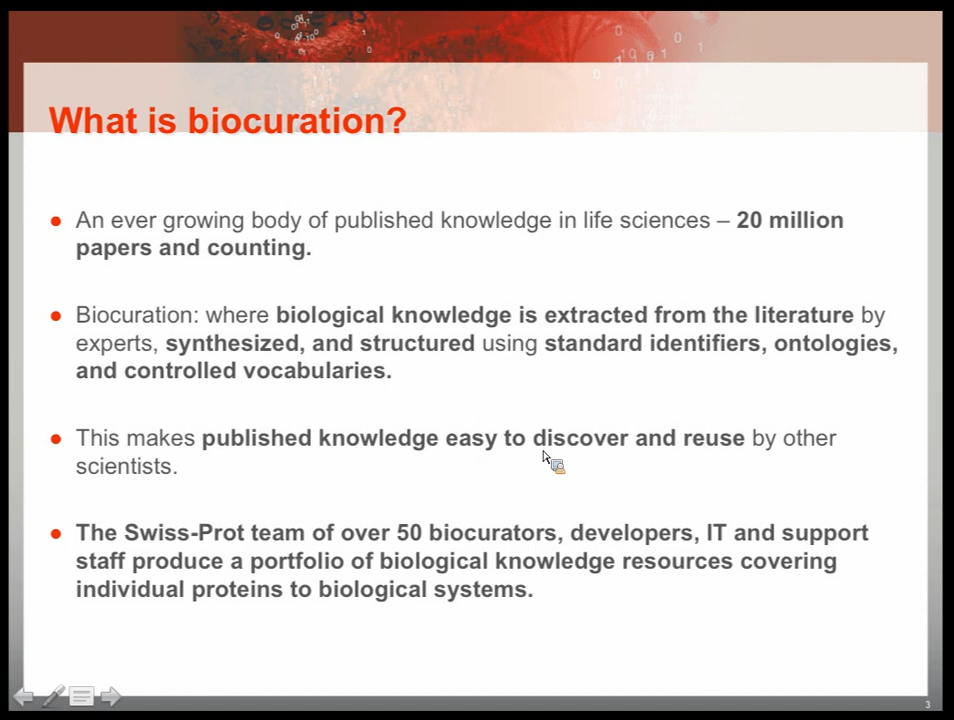 What is biocuration?
● An ever growing body of published knowledge in life sciences – 20 million
papers and counting.
● Biocuration: where biological knowledge is extracted from the literature by
experts, synthesized, and structured using standard identifiers, ontologies,
and controlled vocabularies.
● This makes published knowledge easy to discover and reuse by other
scientists.
● The Swiss-Prot team of over 50 biocurators, developers, IT and support
staff produce a portfolio of biological knowledge resources covering
individual proteins to biological systems.
3